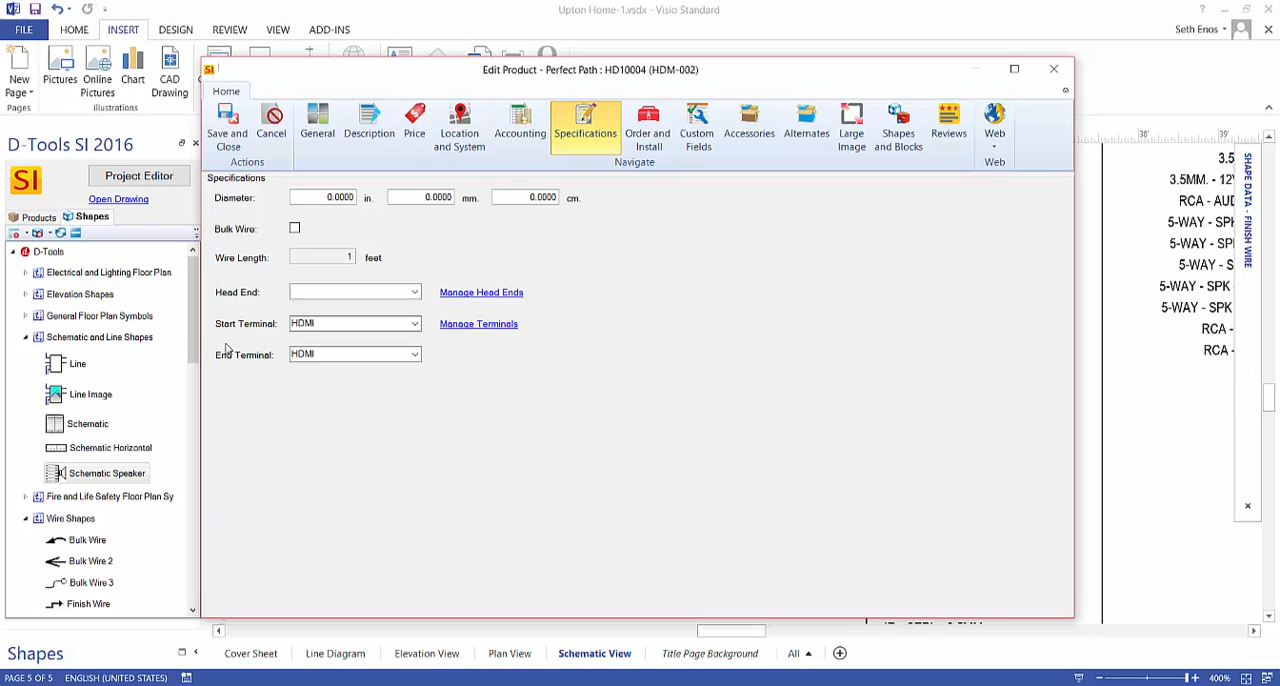 Upton Home-1.vsdx - Visio Standard
FILE HOME INSERT DESIGN REVIEW VIEW ADD-INS
Seth Enos
New Page
Pages
Pictures
Online Pictures
Chart
CAD Drawing
Illustrations
SI Edit Product - Perfect Path : HD10004 (HDM-002)
Home
Save and Close
Cancel
Actions
General
Description
Price
Location and System
Accounting
Specifications
Order and Install
Custom Fields
Accessories
Alternates
Large Image
Shapes and Blocks
Reviews
Navigate
Web
Web
Specifications
Diameter: 0.0000 in. 0.0000 mm. 0.0000 cm.
Bulk Wire:
Wire Length: 1 feet
Head End: Manage Head Ends
Start Terminal: HDMI Manage Terminals
End Terminal: HDMI
D-Tools SI 2016
SI
Project Editor
Open Drawing
Products Shapes
D-Tools
Electrical and Lighting Floor Plan
Elevation Shapes
General Floor Plan Symbols
Schematic and Line Shapes
Line
Line Image
Schematic
Schematic Horizontal
Schematic Speaker
Fire and Life Safety Floor Plan Sy
Wire Shapes
Bulk Wire
Bulk Wire 2
Bulk Wire 3
Finish Wire
38 39
3.5
3.5MM. - 12V
RCA - AUD
5-WAY - SPK
5-WAY - SPI
5-WAY - S
5-WAY - SPK
5-WAY - SPK
RCA -
RCA -
SHAPE DATA - FINISH WIRE
Shapes
Cover Sheet Line Diagram Elevation View Plan View Schematic View Title Page Background All
PAGE 5 OF 5 ENGLISH (UNITED STATES) 400%